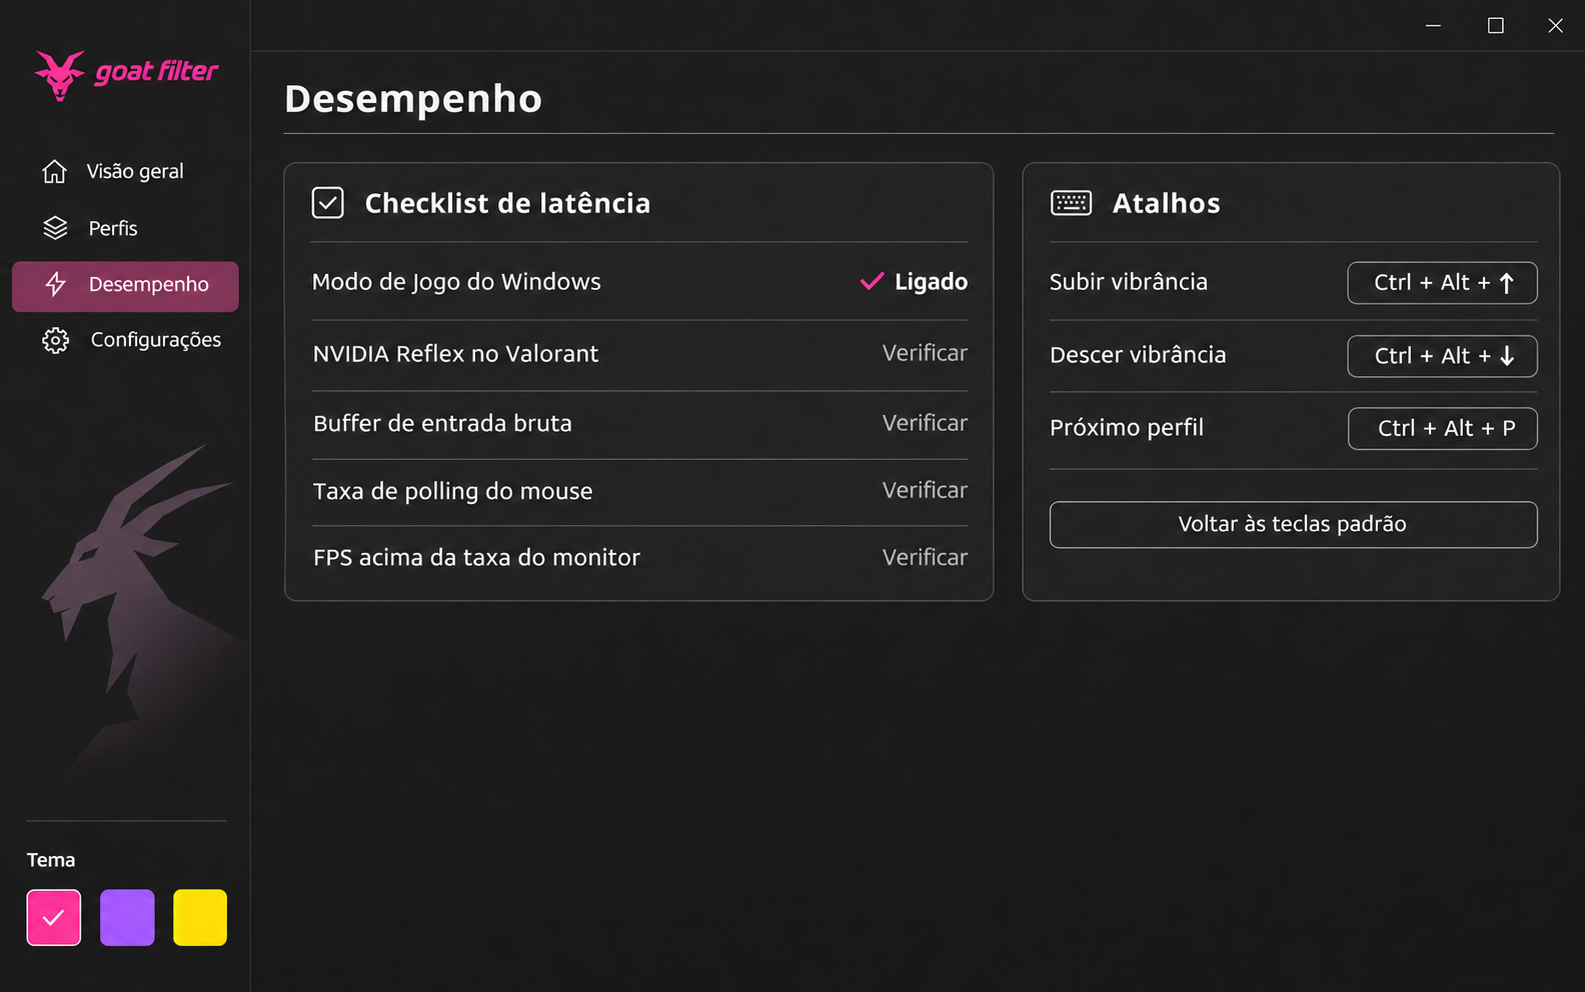 goat filter
Visão geral
Perfis
Desempenho
Configurações
Tema
Desempenho
Checklist de latência
Modo de Jogo do Windows Ligado
NVIDIA Reflex no Valorant Verificar
Buffer de entrada bruta Verificar
Taxa de polling do mouse Verificar
FPS acima da taxa do monitor Verificar
Atalhos
Subir vibrância Ctrl + Alt + ↑
Descer vibrância Ctrl + Alt + ↓
Próximo perfil Ctrl + Alt + P
Voltar às teclas padrão